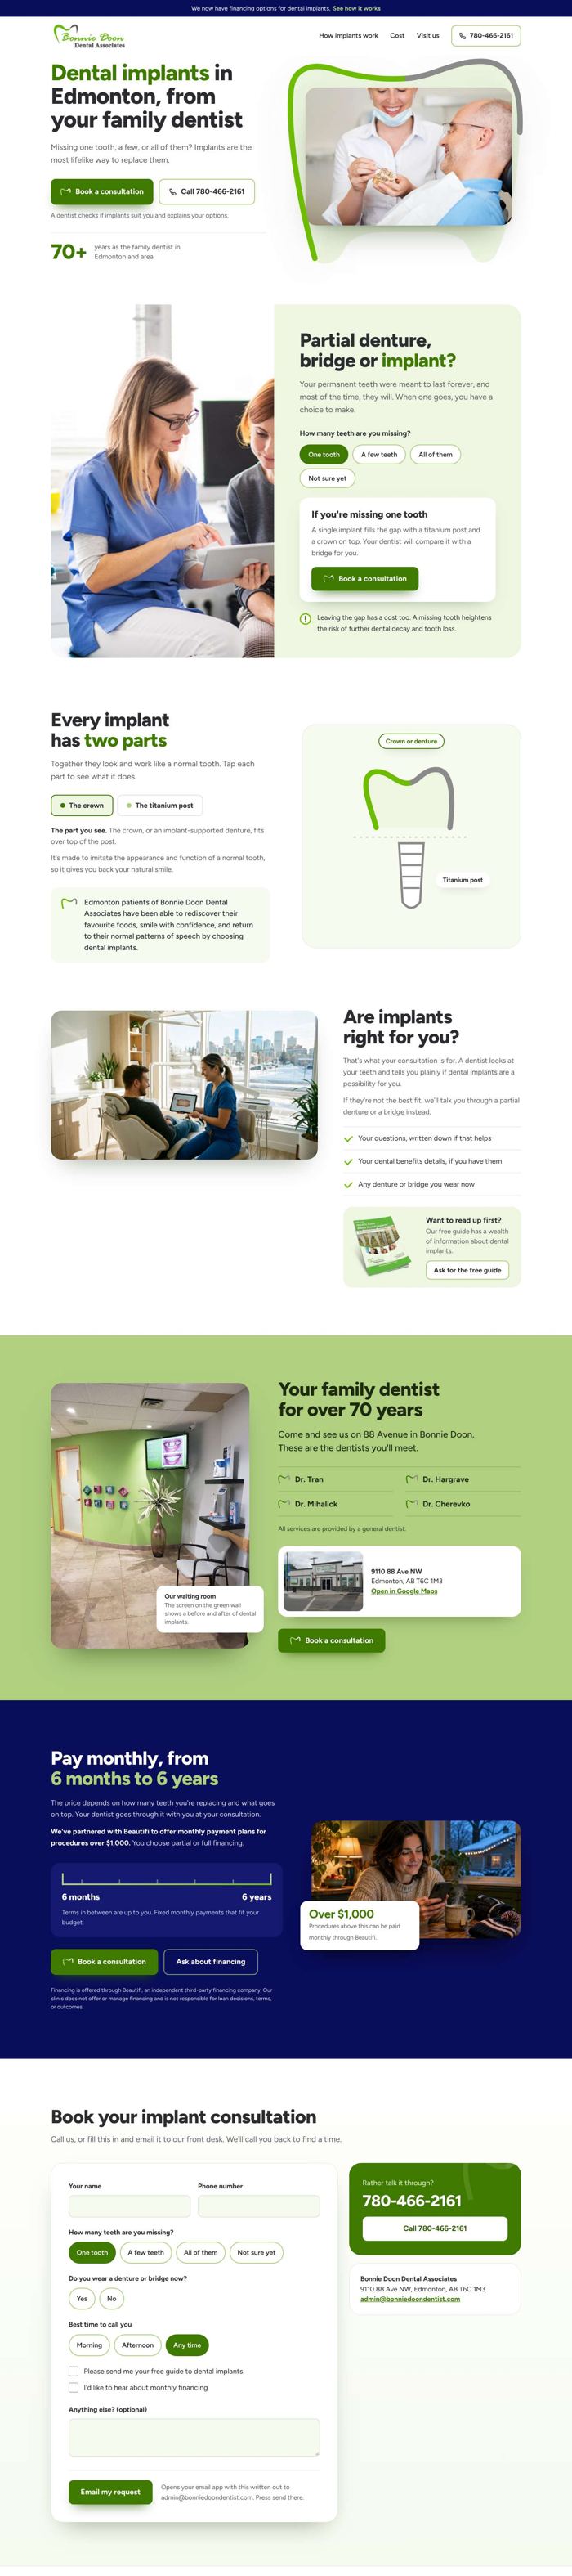 We now have financing options for dental implants. See how it works
Bonnie Doon
Dental Associates
How implants work
Cost
Visit us
780-466-2161
Dental implants in
Edmonton, from
your family dentist
Missing one tooth, a few, or all of them? Implants are the
most lifelike way to replace them.
Book a consultation
Call 780-466-2161
A dentist checks if implants suit you and explains your options.
70+
years as the family dentist in
Edmonton and area
Partial denture,
bridge or implant?
Your permanent teeth were meant to last forever, and
most of the time, they will. When one goes, you have a
choice to make.
How many teeth are you missing?
One tooth
A few teeth
All of them
Not sure yet
If you're missing one tooth
A single implant fills the gap with a titanium post and
a crown on top. Your dentist will compare it with a
bridge for you.
Book a consultation
Leaving the gap has a cost too. A missing tooth heightens
the risk of further dental decay and tooth loss.
Every implant
has two parts
Together they look and work like a normal tooth. Tap each
part to see what it does.
The crown
The titanium post
The part you see. The crown, or an implant-supported denture, fits
over top of the post.
It's made to imitate the appearance and function of a normal tooth,
so it gives you back your natural smile.
Edmonton patients of Bonnie Doon Dental
Associates have been able to rediscover their
favourite foods, smile with confidence, and return
to their normal patterns of speech by choosing
dental implants.
Crown or denture
Titanium post
Are implants
right for you?
That's what your consultation is for. A dentist looks at
your teeth and tells you plainly if dental implants are a
possibility for you.
If they're not the best fit, we'll talk you through a partial
denture or a bridge instead.
Your questions, written down if that helps
Your dental benefits details, if you have them
Any denture or bridge you wear now
Want to read up first?
Our free guide has a wealth
of information about dental
implants.
Ask for the free guide
Your family dentist
for over 70 years
Come and see us on 88 Avenue in Bonnie Doon.
These are the dentists you'll meet.
Dr. Tran
Dr. Hargrave
Dr. Mihalick
Dr. Cherevko
All services are provided by a general dentist.
9110 88 Ave NW
Edmonton, AB T6C 1M3
Open in Google Maps
Our waiting room
The screen on the green wall
shows a before and after of dental
implants.
Book a consultation
Pay monthly, from
6 months to 6 years
The price depends on how many teeth you're replacing and what goes
on top. Your dentist goes through it with you at your consultation.
We've partnered with Beautifi to offer monthly payment plans for
procedures over $1,000. You choose partial or full financing.
6 months
6 years
Terms in between are up to you. Fixed monthly payments that fit your
budget.
Over $1,000
Procedures above this can be paid
monthly through Beautifi.
Book a consultation
Ask about financing
Financing is offered through Beautifi, an independent third-party financing company. Our
clinic does not offer or manage financing and is not responsible for loan decisions, terms,
or outcomes.
Book your implant consultation
Call us, or fill this in and email it to our front desk. We'll call you back to find a time.
Your name
Phone number
How many teeth are you missing?
One tooth
A few teeth
All of them
Not sure yet
Do you wear a denture or bridge now?
Yes
No
Best time to call you
Morning
Afternoon
Any time
Please send me your free guide to dental implants
I'd like to hear about monthly financing
Anything else? (optional)
Email my request
Opens your email app with this written out to
admin@bonniedoondentist.com. Press send there.
Rather talk it through?
780-466-2161
Call 780-466-2161
Bonnie Doon Dental Associates
9110 88 Ave NW, Edmonton, AB T6C 1M3
admin@bonniedoondentist.com